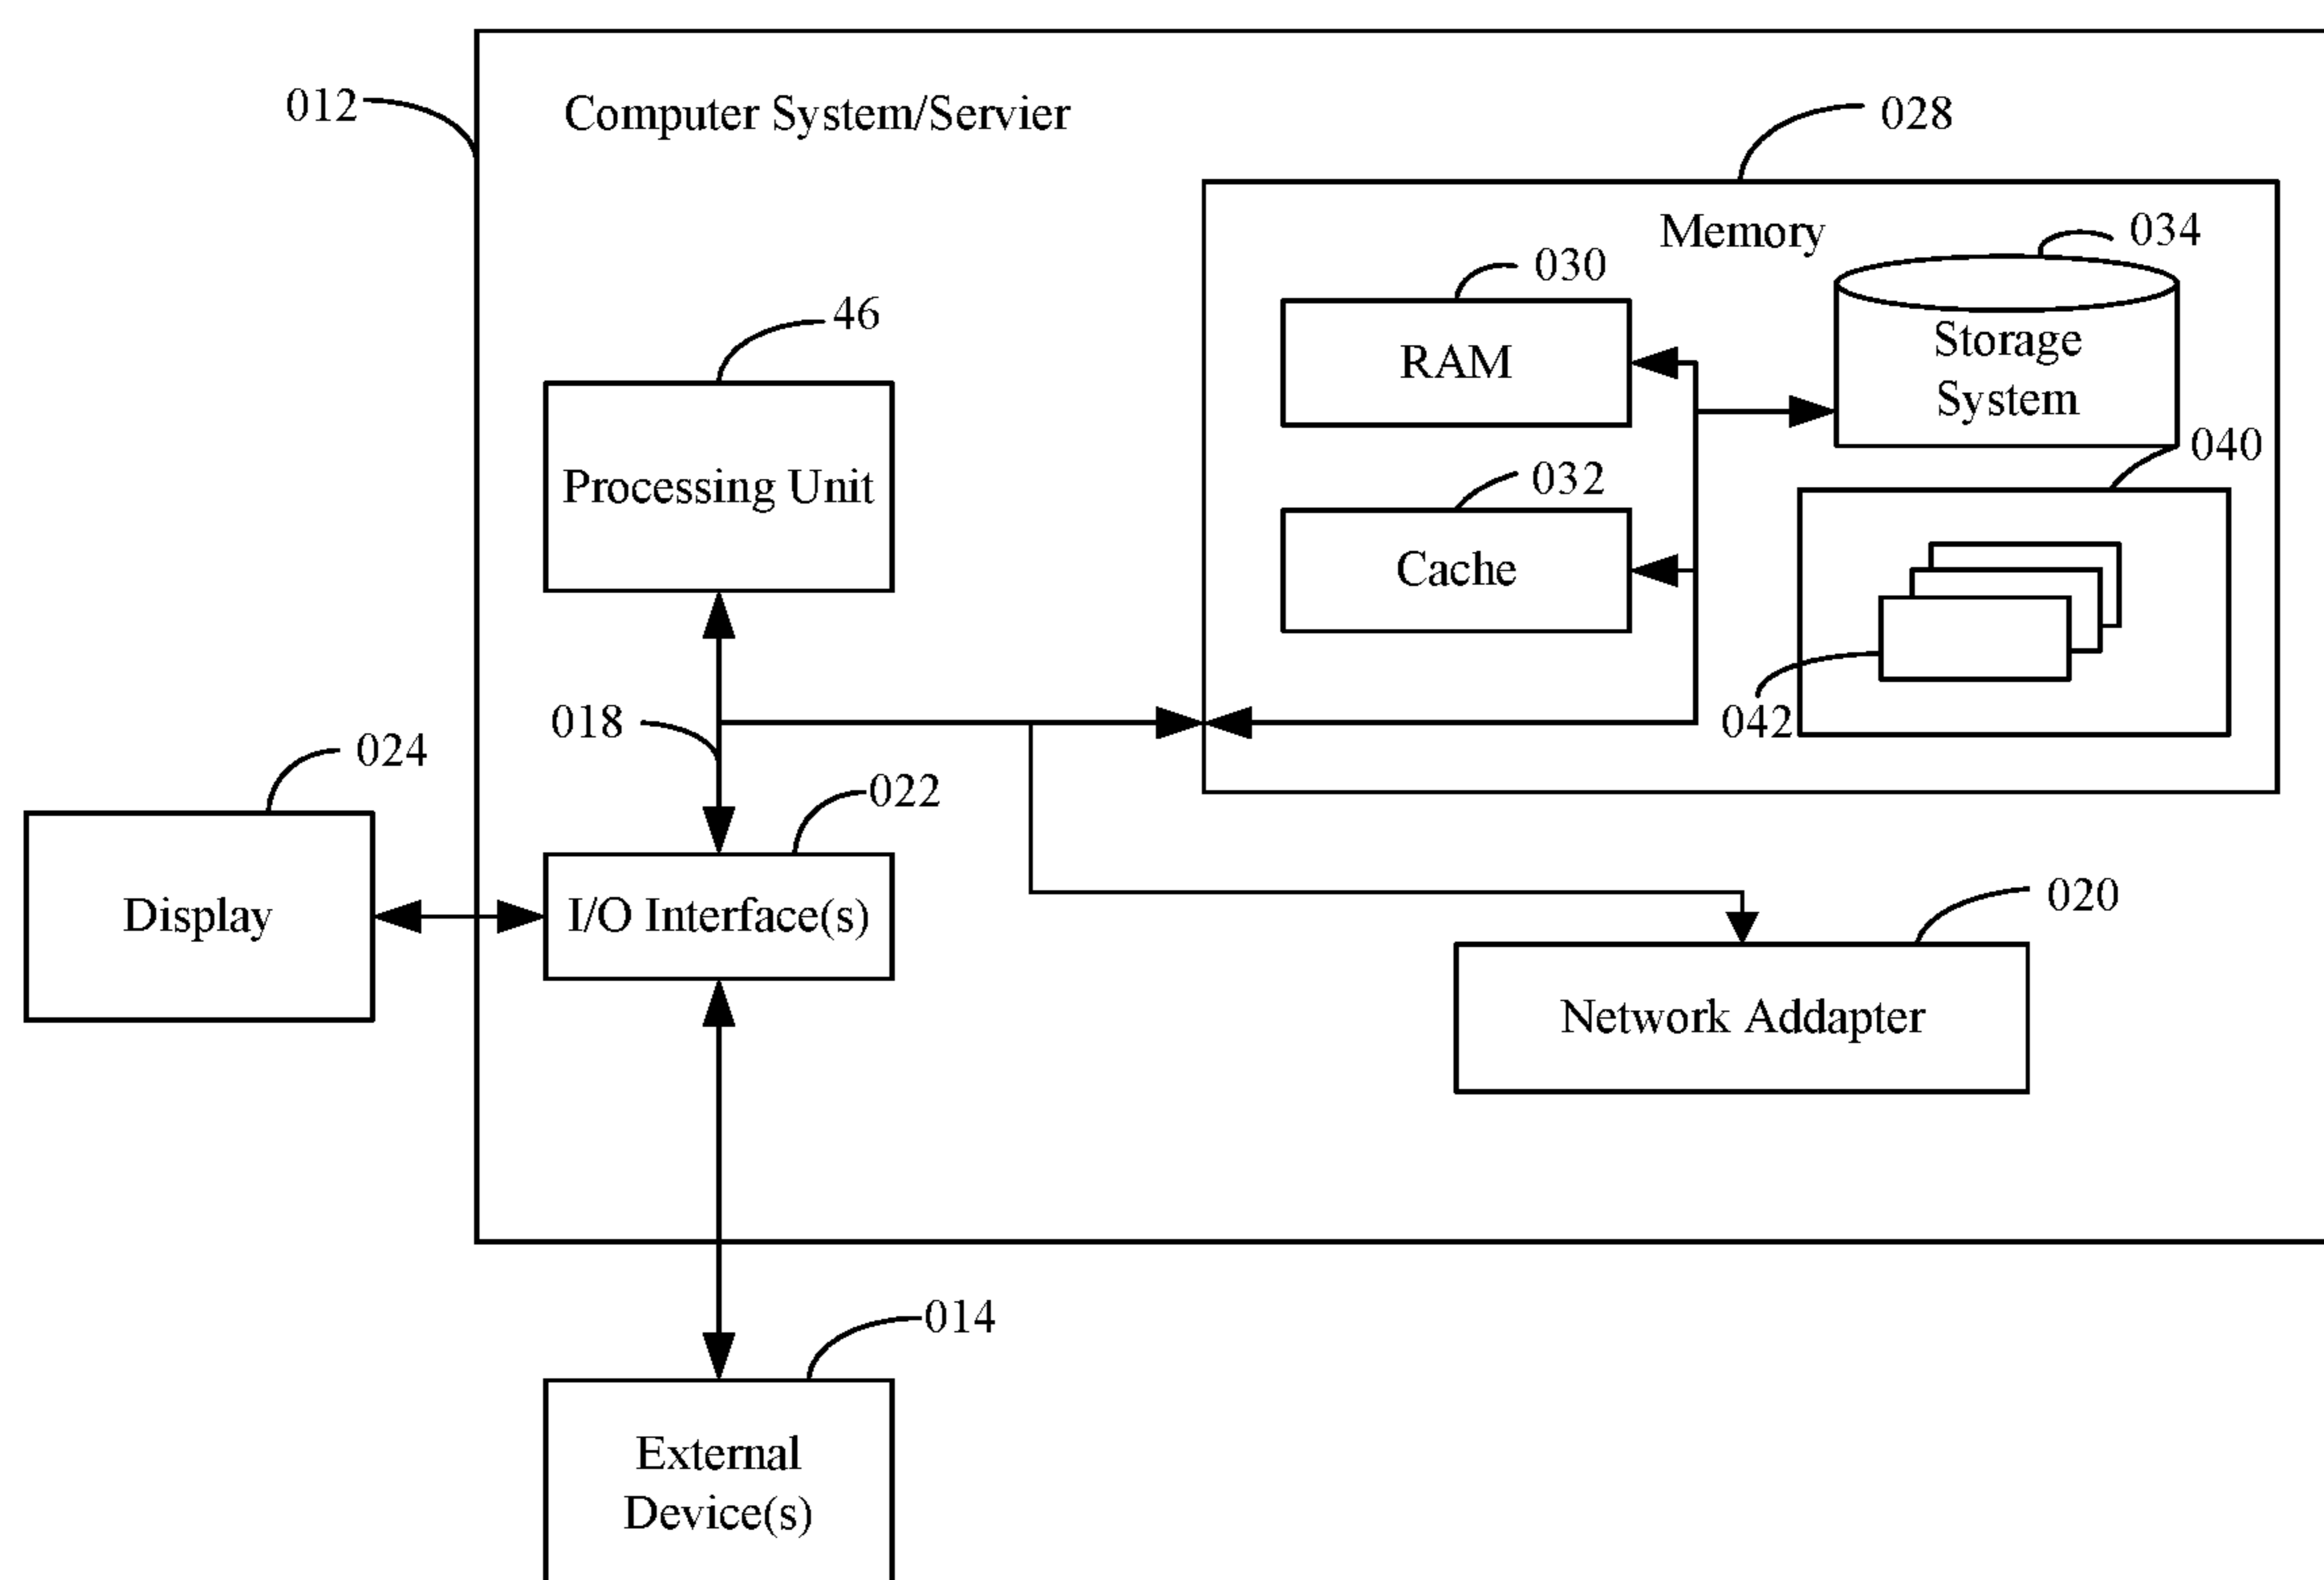 012
Computer System/Servier
028
Memory
034
030
46
RAM
Storage
System
040
032
Processing Unit
Cache
018
042
024
022
Display
I/O Interface(s)
020
Network Addapter
014
External
Device(s)